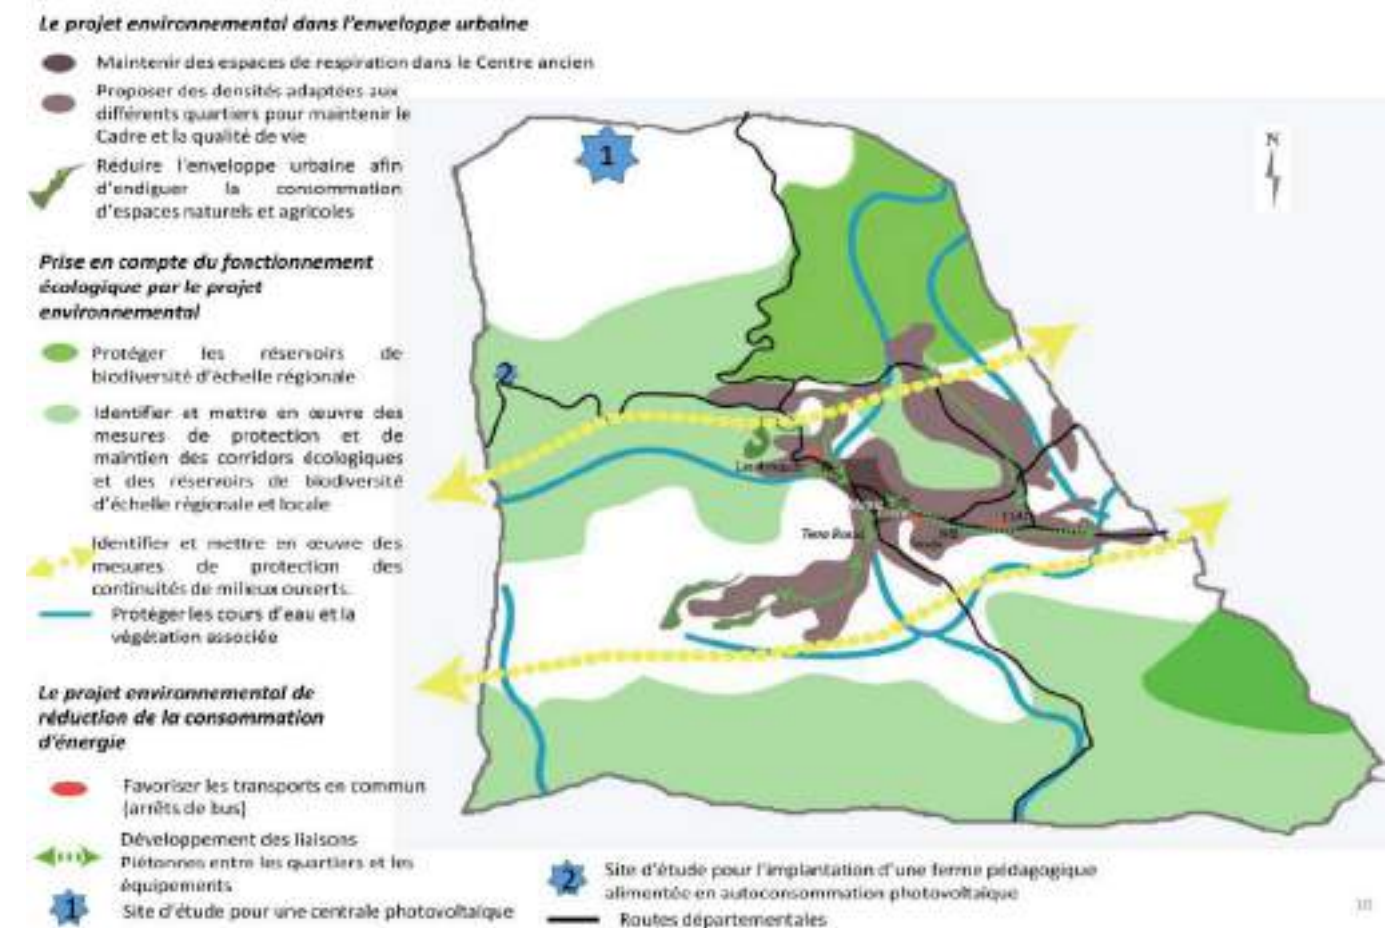 Le projet environnemental dans l'enveloppe urbaine
Maintenir des espaces de respiration dans le Centre ancien
Proposer des densités adaptées aux
différents quartiers pour maintenir le
Cadre et la qualité de vie
Réduire l'enveloppe urbaine afin
d'endiguer la consommation
d'espaces naturels et agricoles
Prise en compte du fonctionnement
écologique par le projet
environnemental
Protéger les réservoirs de
biodiversité d'échelle régionale
Identifier et mettre en œuvre des
mesures de protection et de
maintien des corridors écologiques
et des réservoirs de biodiversité
d'échelle régionale et locale
Identifier et mettre en œuvre des
mesures de protection des
continuités de milieux ouverts.
Protéger les cours d'eau et la
végétation associée
Le projet environnemental de
réduction de la consommation
d'énergie
Favoriser les transports en commun
(arrêts de bus)
Développement des liaisons
Piétonnes entre les quartiers et les
équipements
1
Site d'étude pour une centrale photovoltaïque
2
Site d'étude pour l'implantation d'une ferme pédagogique
alimentée en autoconsommation photovoltaïque
Routes départementales
1
N
2
Terre
10